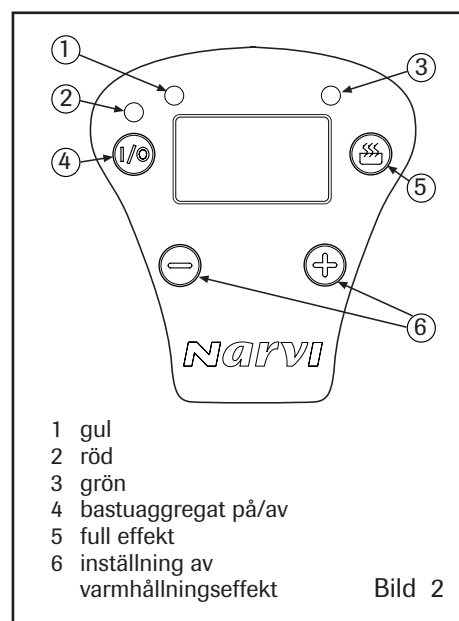 1
3
2
I/O
4
5
6
Narvi
1 gul
2 röd
3 grön
4 bastuaggregat på/av
5 full effekt
6 inställning av
varmhållningseffekt Bild 2